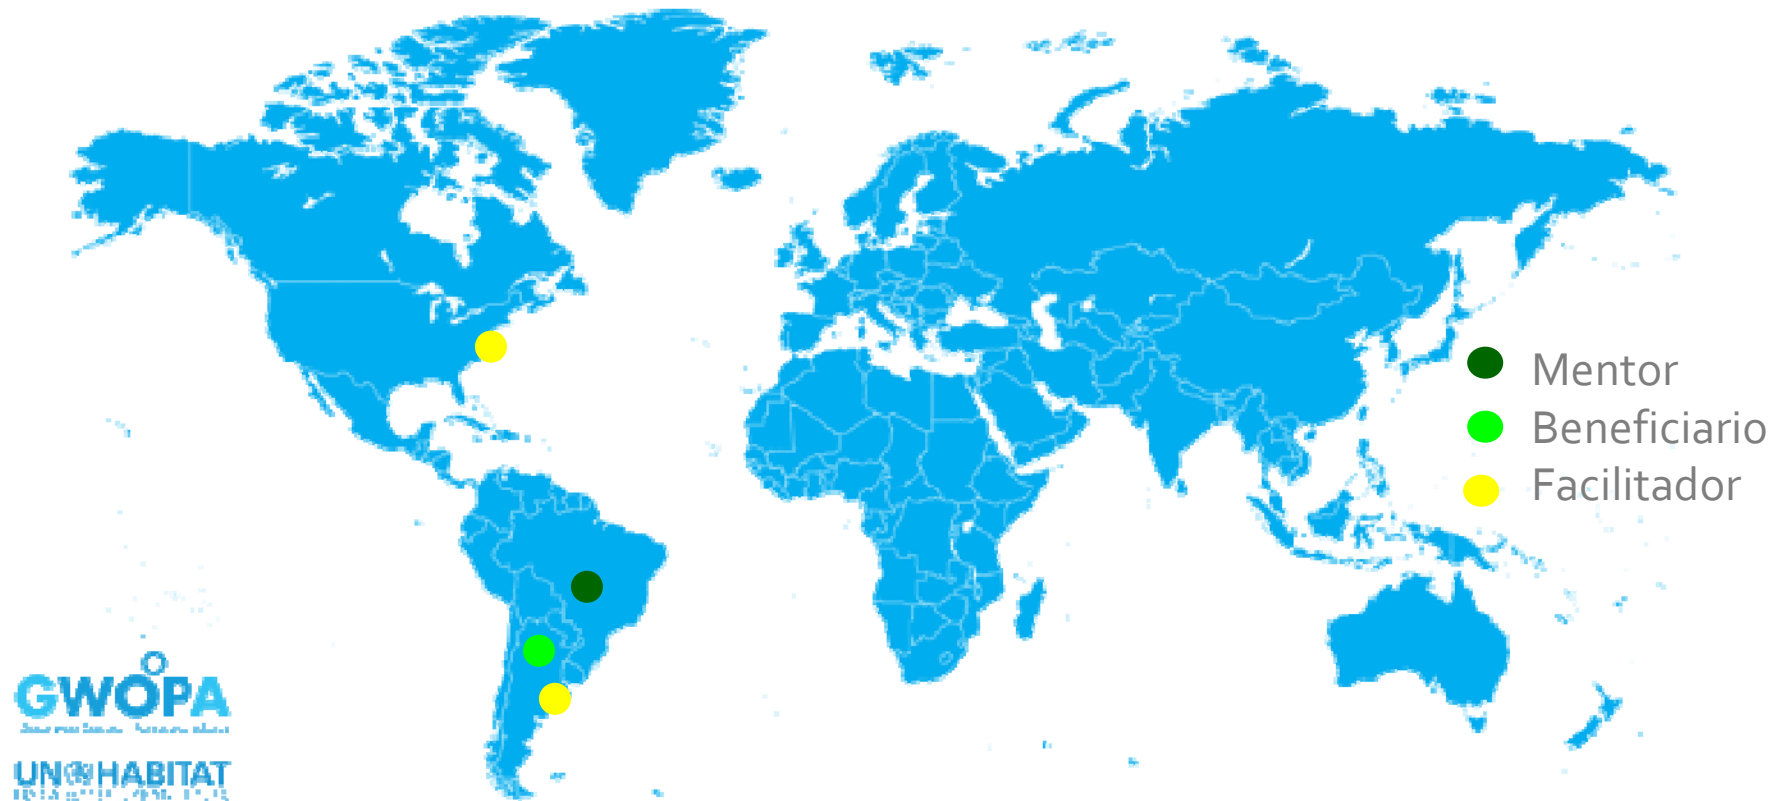 Mentor
Beneficiario
Facilitador
GWOPA
UN HABITAT